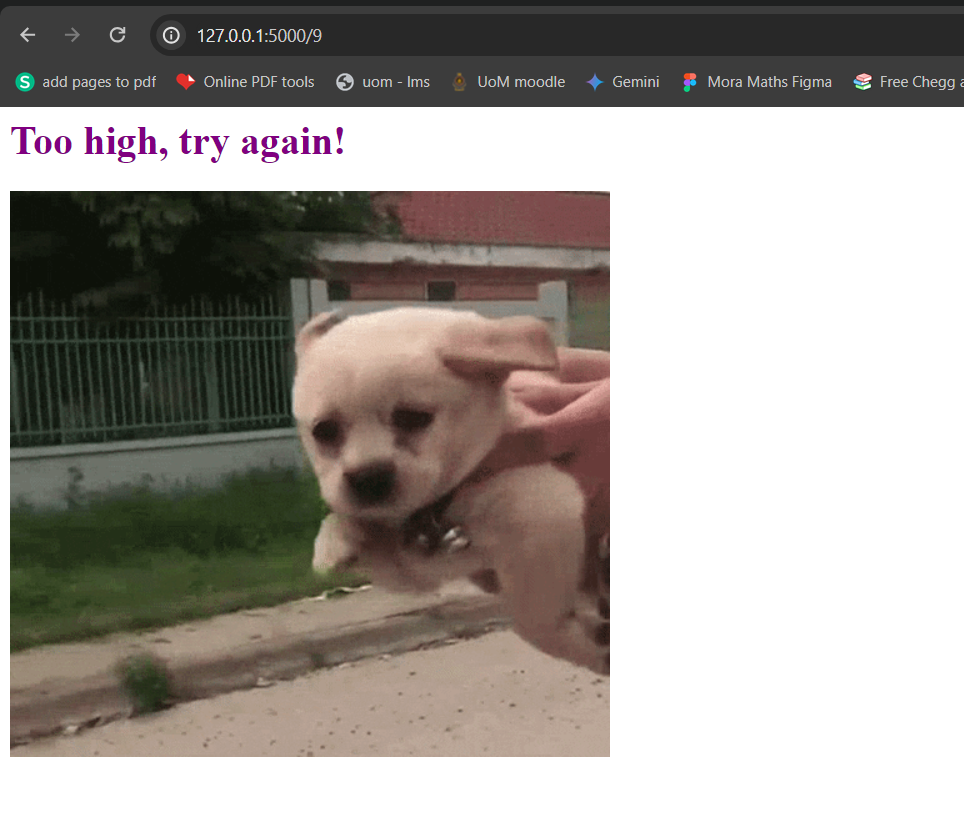 127.0.0.1:5000/9
S add pages to pdf Online PDF tools uom - lms UoM moodle Gemini Mora Maths Figma Free Chegg a
Too high, try again!